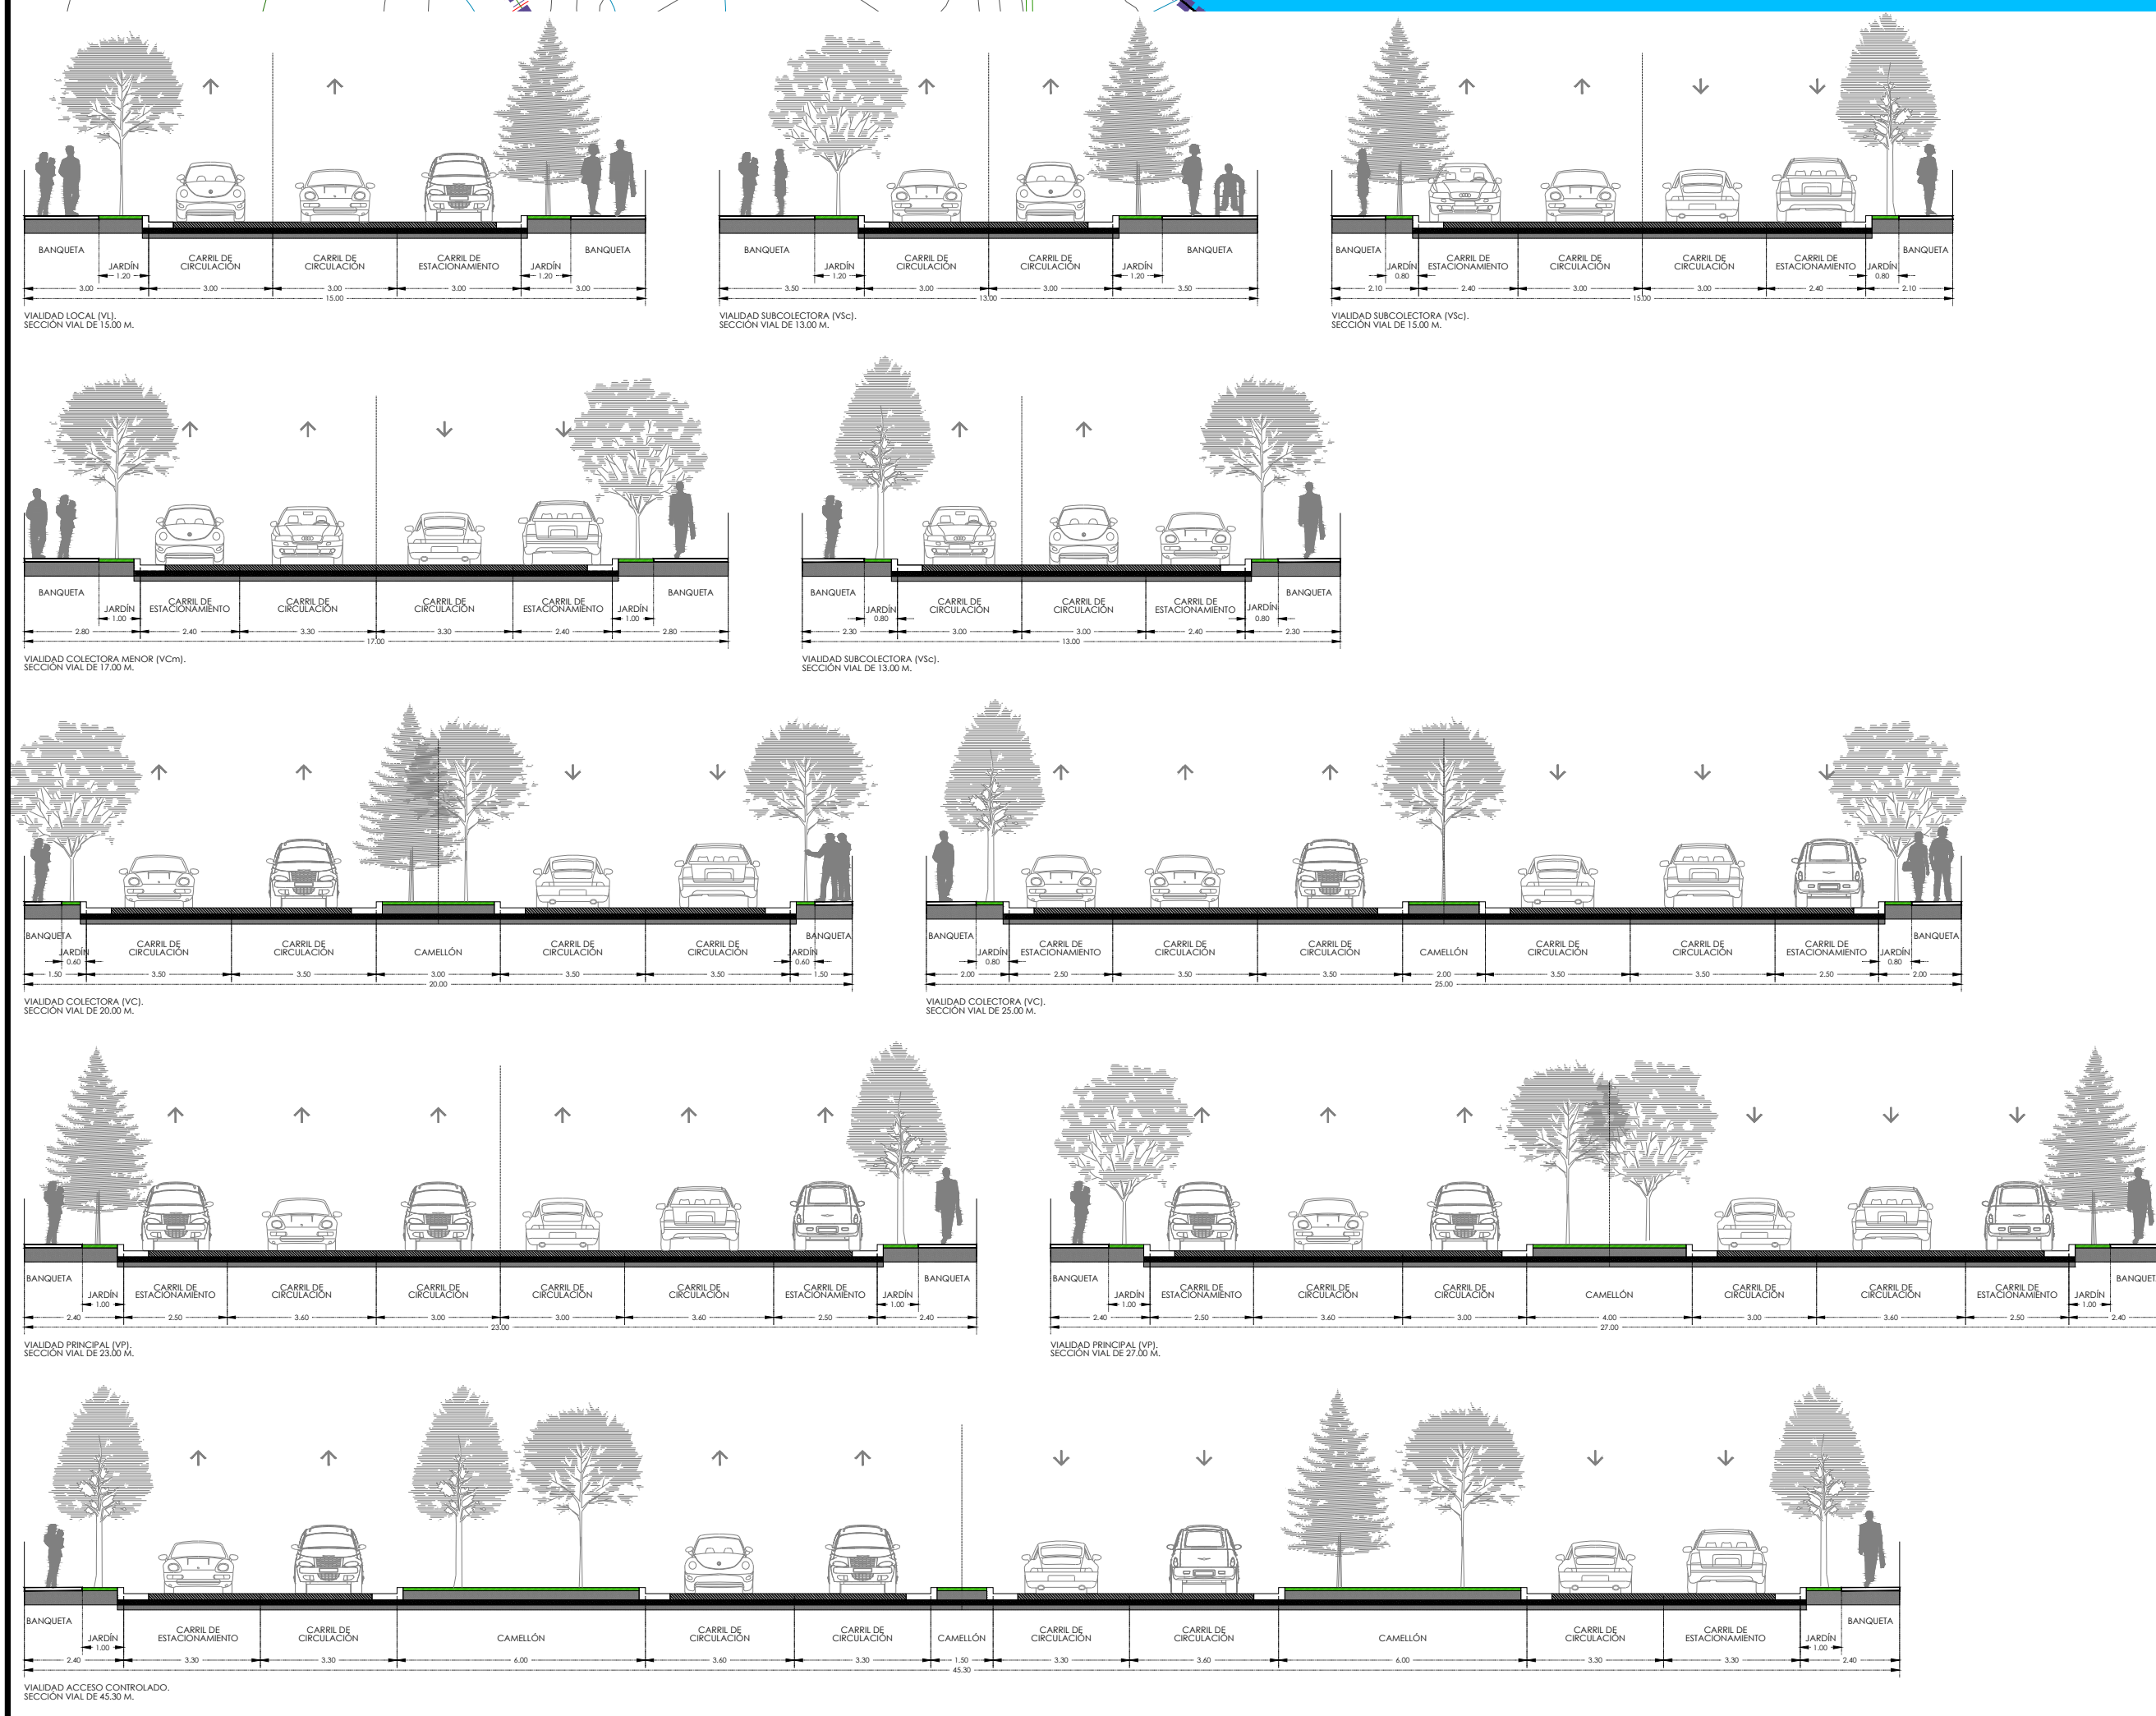 BANQUETA JARDÍN CARRIL DE CIRCULACIÓN CARRIL DE CIRCULACIÓN CARRIL DE ESTACIONAMIENTO JARDÍN BANQUETA
1.20 1.20
3.00 3.00 3.00 3.00 3.00
15.00
VIALIDAD LOCAL (VL).
SECCIÓN VIAL DE 15.00 M.
BANQUETA JARDÍN CARRIL DE CIRCULACIÓN CARRIL DE CIRCULACIÓN JARDÍN BANQUETA
1.20 1.20
3.50 3.00 3.00 3.50
13.00
VIALIDAD SUBCOLECTORA (VSc).
SECCIÓN VIAL DE 13.00 M.
BANQUETA JARDÍN CARRIL DE ESTACIONAMIENTO CARRIL DE CIRCULACIÓN CARRIL DE CIRCULACIÓN CARRIL DE ESTACIONAMIENTO JARDÍN BANQUETA
0.80 0.80
2.10 2.40 3.00 3.00 2.40 2.10
15.00
VIALIDAD SUBCOLECTORA (VSc).
SECCIÓN VIAL DE 15.00 M.
BANQUETA JARDÍN CARRIL DE ESTACIONAMIENTO CARRIL DE CIRCULACIÓN CARRIL DE CIRCULACIÓN CARRIL DE ESTACIONAMIENTO JARDÍN BANQUETA
1.00 1.00
2.80 2.40 3.30 3.30 2.40 2.80
17.00
VIALIDAD COLECTORA MENOR (VCm).
SECCIÓN VIAL DE 17.00 M.
BANQUETA JARDÍN CARRIL DE CIRCULACIÓN CARRIL DE CIRCULACIÓN CARRIL DE ESTACIONAMIENTO JARDÍN BANQUETA
0.80 0.80
2.30 3.00 3.00 2.40 2.30
13.00
VIALIDAD SUBCOLECTORA (VSc).
SECCIÓN VIAL DE 13.00 M.
BANQUETA JARDÍN CARRIL DE CIRCULACIÓN CARRIL DE CIRCULACIÓN CAMELLÓN CARRIL DE CIRCULACIÓN CARRIL DE CIRCULACIÓN JARDÍN BANQUETA
0.60 0.60
1.50 3.50 3.50 3.00 3.50 3.50 1.50
20.00
VIALIDAD COLECTORA (VC).
SECCIÓN VIAL DE 20.00 M.
BANQUETA JARDÍN CARRIL DE ESTACIONAMIENTO CARRIL DE CIRCULACIÓN CARRIL DE CIRCULACIÓN CAMELLÓN CARRIL DE CIRCULACIÓN CARRIL DE CIRCULACIÓN CARRIL DE ESTACIONAMIENTO JARDÍN BANQUETA
0.80 0.80
2.00 2.50 3.50 3.50 2.00 3.50 3.50 2.50 2.00
25.00
VIALIDAD COLECTORA (VC).
SECCIÓN VIAL DE 25.00 M.
BANQUETA JARDÍN CARRIL DE ESTACIONAMIENTO CARRIL DE CIRCULACIÓN CARRIL DE CIRCULACIÓN CARRIL DE CIRCULACIÓN CARRIL DE CIRCULACIÓN CARRIL DE ESTACIONAMIENTO JARDÍN BANQUETA
1.00 1.00
2.40 2.50 3.60 3.00 3.00 3.60 2.50 2.40
23.00
VIALIDAD PRINCIPAL (VP).
SECCIÓN VIAL DE 23.00 M.
BANQUETA JARDÍN CARRIL DE ESTACIONAMIENTO CARRIL DE CIRCULACIÓN CARRIL DE CIRCULACIÓN CAMELLÓN CARRIL DE CIRCULACIÓN CARRIL DE CIRCULACIÓN CARRIL DE ESTACIONAMIENTO JARDÍN BANQUET
1.00 1.00
2.40 2.50 3.60 3.00 4.00 3.00 3.60 2.50 2.40
27.00
VIALIDAD PRINCIPAL (VP).
SECCIÓN VIAL DE 27.00 M.
BANQUETA JARDÍN CARRIL DE ESTACIONAMIENTO CARRIL DE CIRCULACIÓN CAMELLÓN CARRIL DE CIRCULACIÓN CARRIL DE CIRCULACIÓN CAMELLÓN CARRIL DE CIRCULACIÓN CARRIL DE CIRCULACIÓN CAMELLÓN CARRIL DE CIRCULACIÓN CARRIL DE ESTACIONAMIENTO JARDÍN BANQUETA
1.00 1.00
2.40 3.30 3.30 6.00 3.60 3.30 1.50 3.30 3.60 6.00 3.30 3.30 2.40
45.30
VIALIDAD ACCESO CONTROLADO.
SECCIÓN VIAL DE 45.30 M.